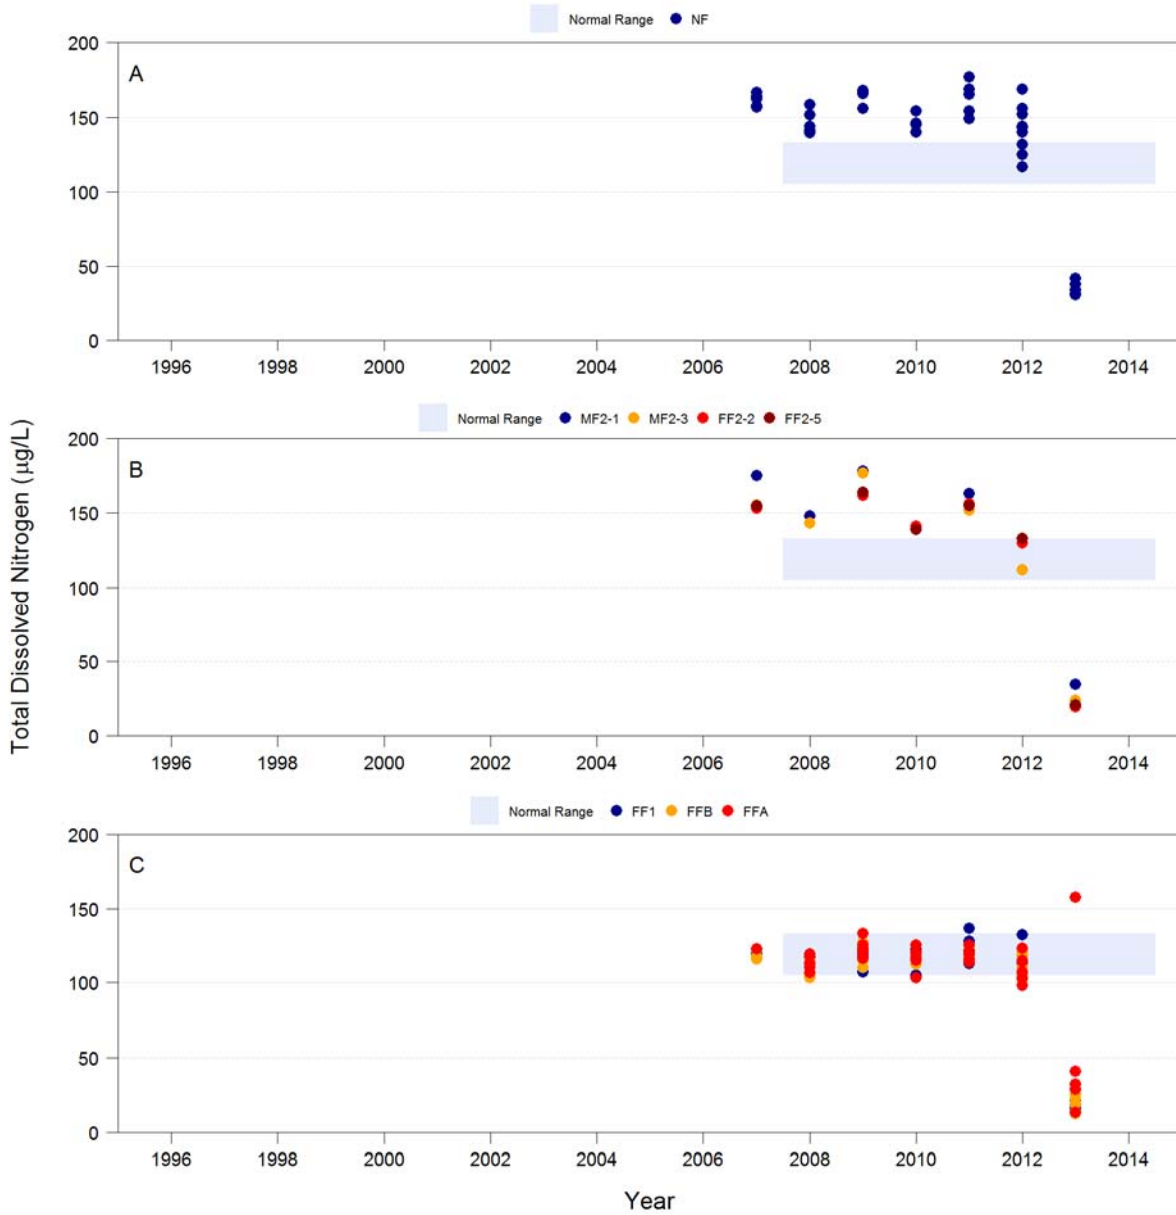 Normal Range NF
A
200
150
100
50
0
1996 1998 2000 2002 2004 2006 2008 2010 2012 2014
Total Dissolved Nitrogen (µg/L)
Normal Range MF2-1 MF2-3 FF2-2 FF2-5
B
200
150
100
50
0
1996 1998 2000 2002 2004 2006 2008 2010 2012 2014
Normal Range FF1 FFB FFA
C
200
150
100
50
0
1996 1998 2000 2002 2004 2006 2008 2010 2012 2014
Year